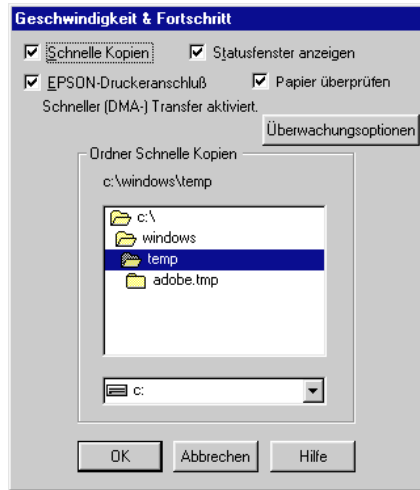 Geschwindigkeit & Fortschritt
Schnelle Kopien Statusfenster anzeigen
EPSON-Druckeranschluß Papier überprüfen
Schneller (DMA-) Transfer aktiviert.
Überwachungsoptionen
Ordner Schnelle Kopien
c:\windows\temp
c:\
windows
temp
adobe.tmp
c:
OK Abbrechen Hilfe